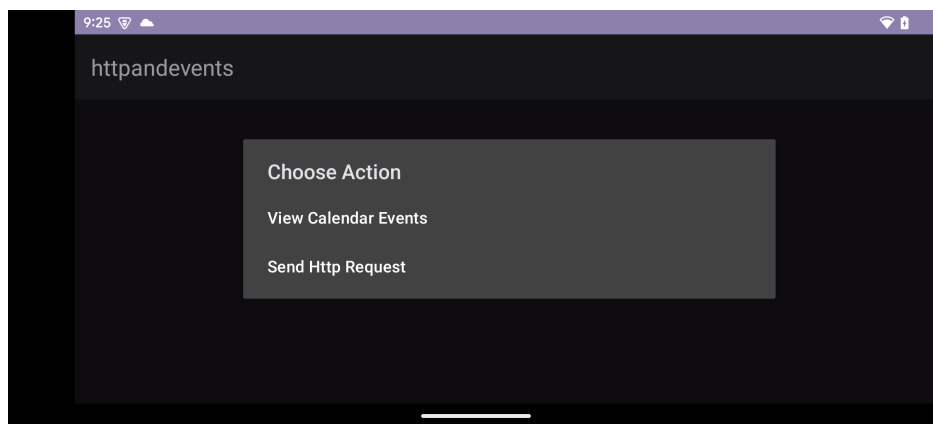 9:25
httpandevents
Choose Action
View Calendar Events
Send Http Request